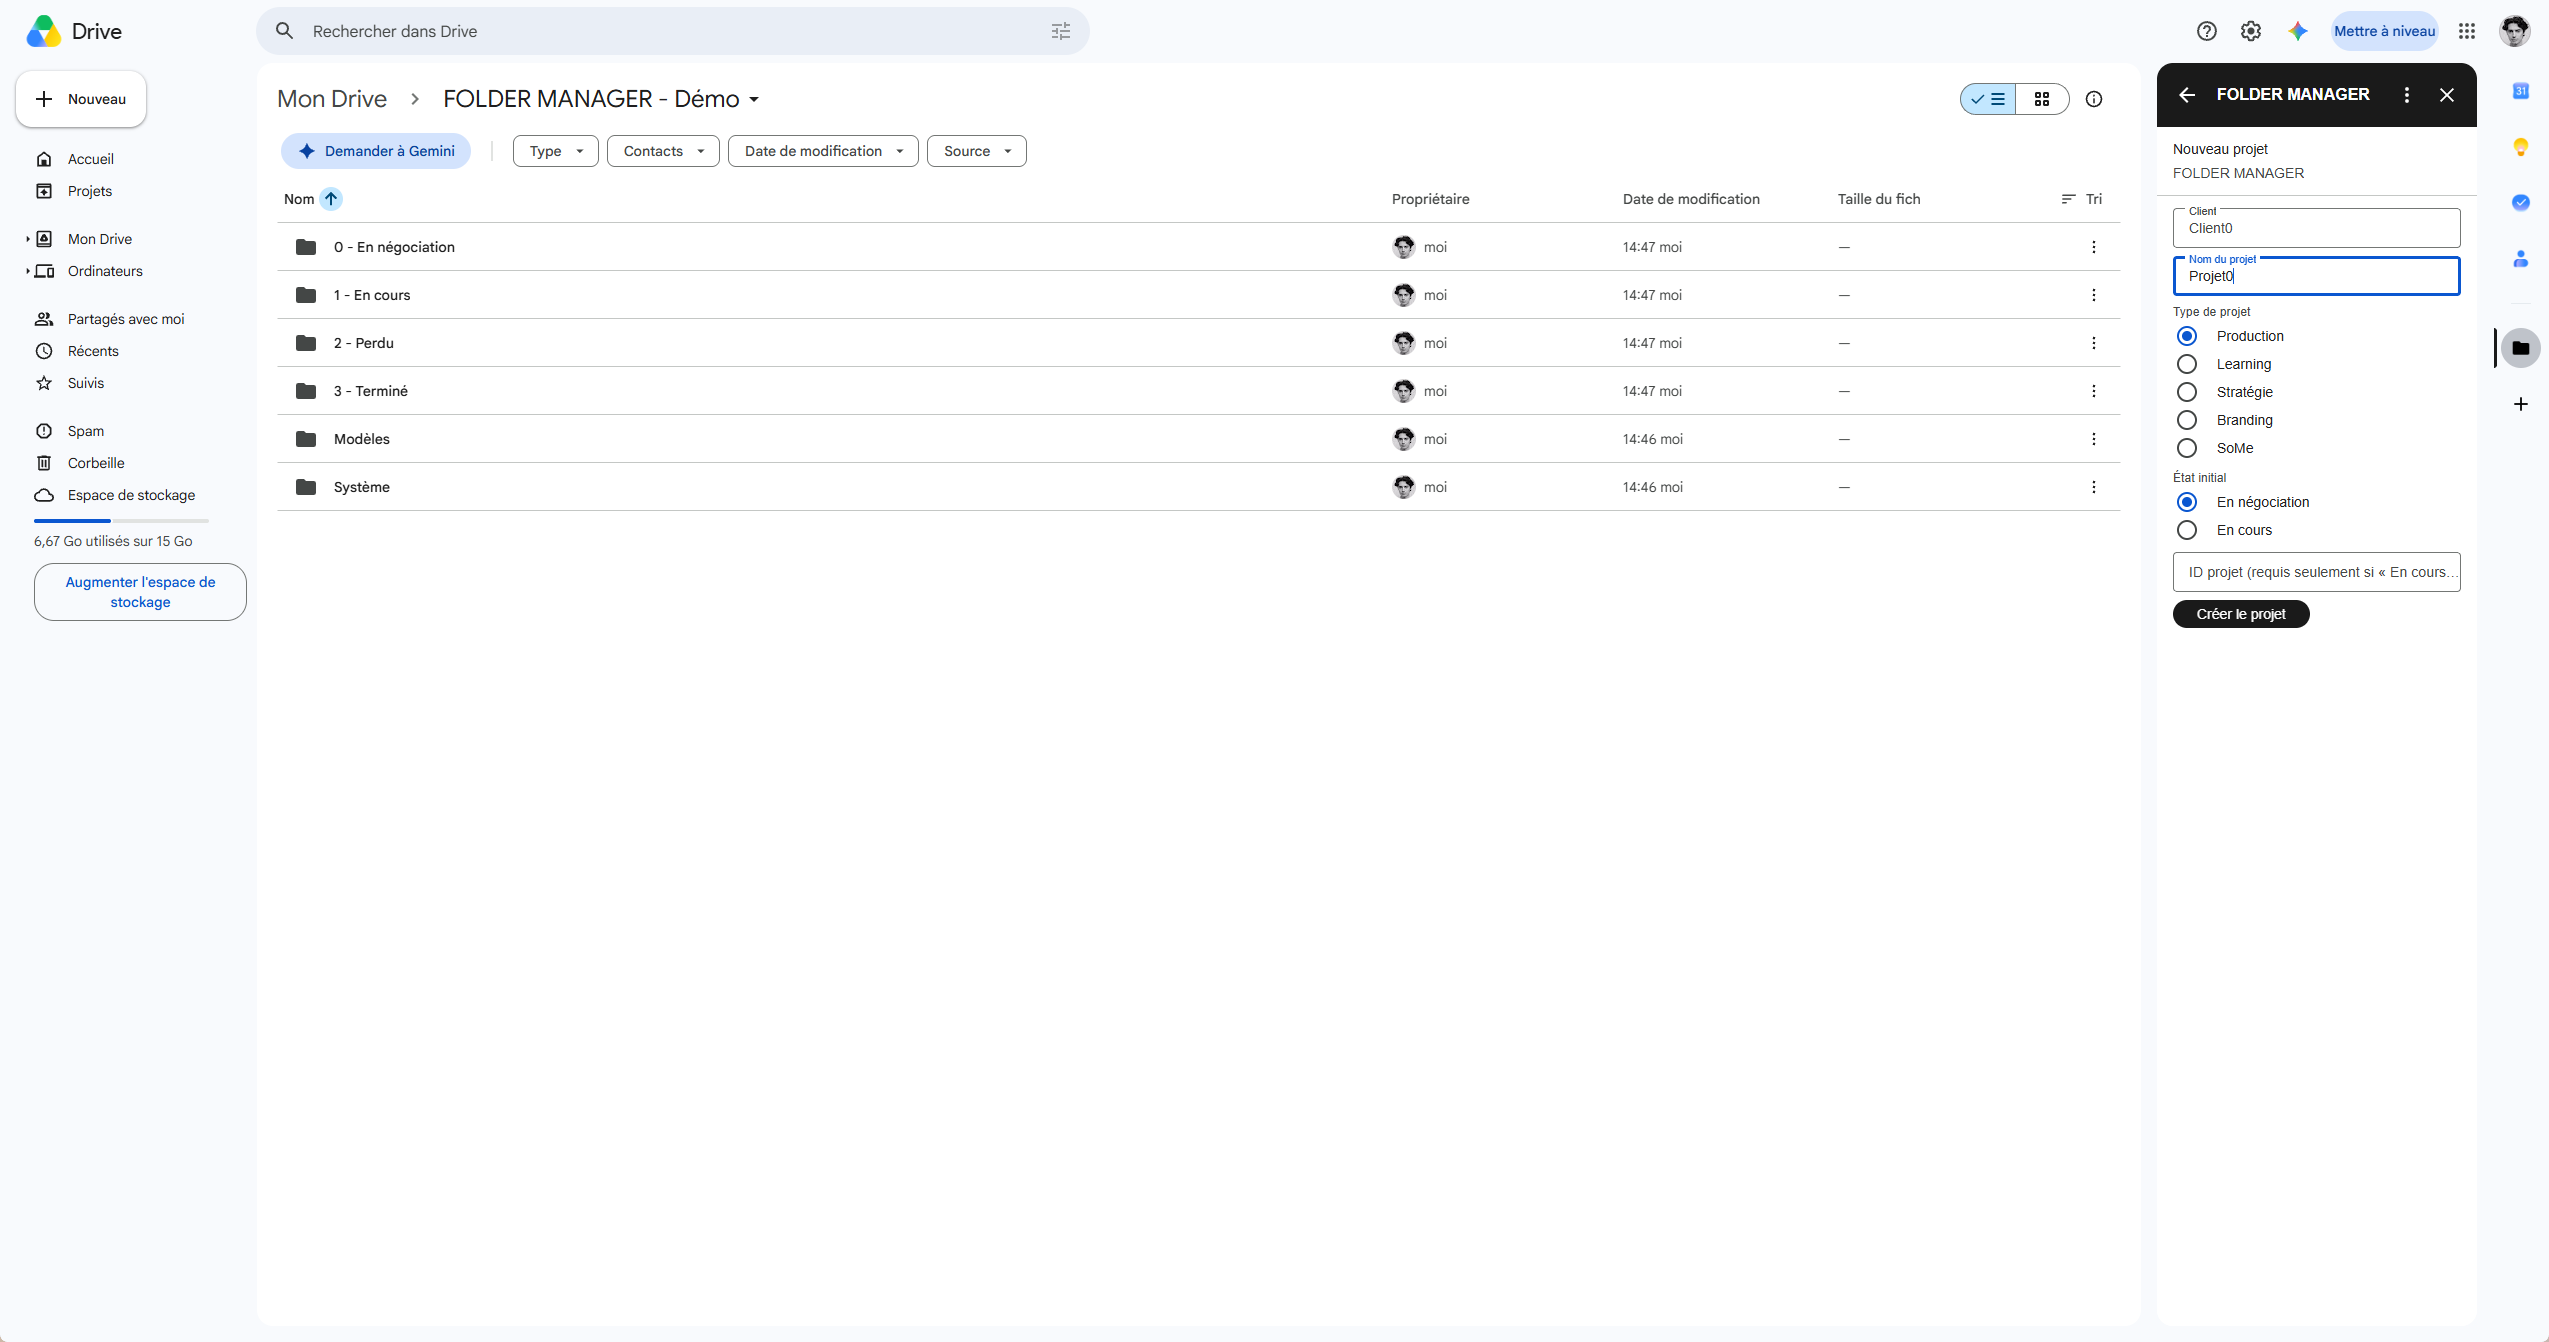 Drive
Rechercher dans Drive
Mettre à niveau
Nouveau
Accueil
Projets
Mon Drive
Ordinateurs
Partagés avec moi
Récents
Suivis
Spam
Corbeille
Espace de stockage
6,67 Go utilisés sur 15 Go
Augmenter l'espace de
stockage
Mon Drive
FOLDER MANAGER - Démo
Demander à Gemini
Type
Contacts
Date de modification
Source
Nom
Propriétaire
Date de modification
Taille du fich
Tri
0 - En négociation moi 14:47 moi —
1 - En cours moi 14:47 moi —
2 - Perdu moi 14:47 moi —
3 - Terminé moi 14:47 moi —
Modèles moi 14:46 moi —
Système moi 14:46 moi —
FOLDER MANAGER
Nouveau projet
FOLDER MANAGER
Client
Client0
Nom du projet
Projet0
Type de projet
Production
Learning
Stratégie
Branding
SoMe
État initial
En négociation
En cours
ID projet (requis seulement si « En cours...
Créer le projet
31